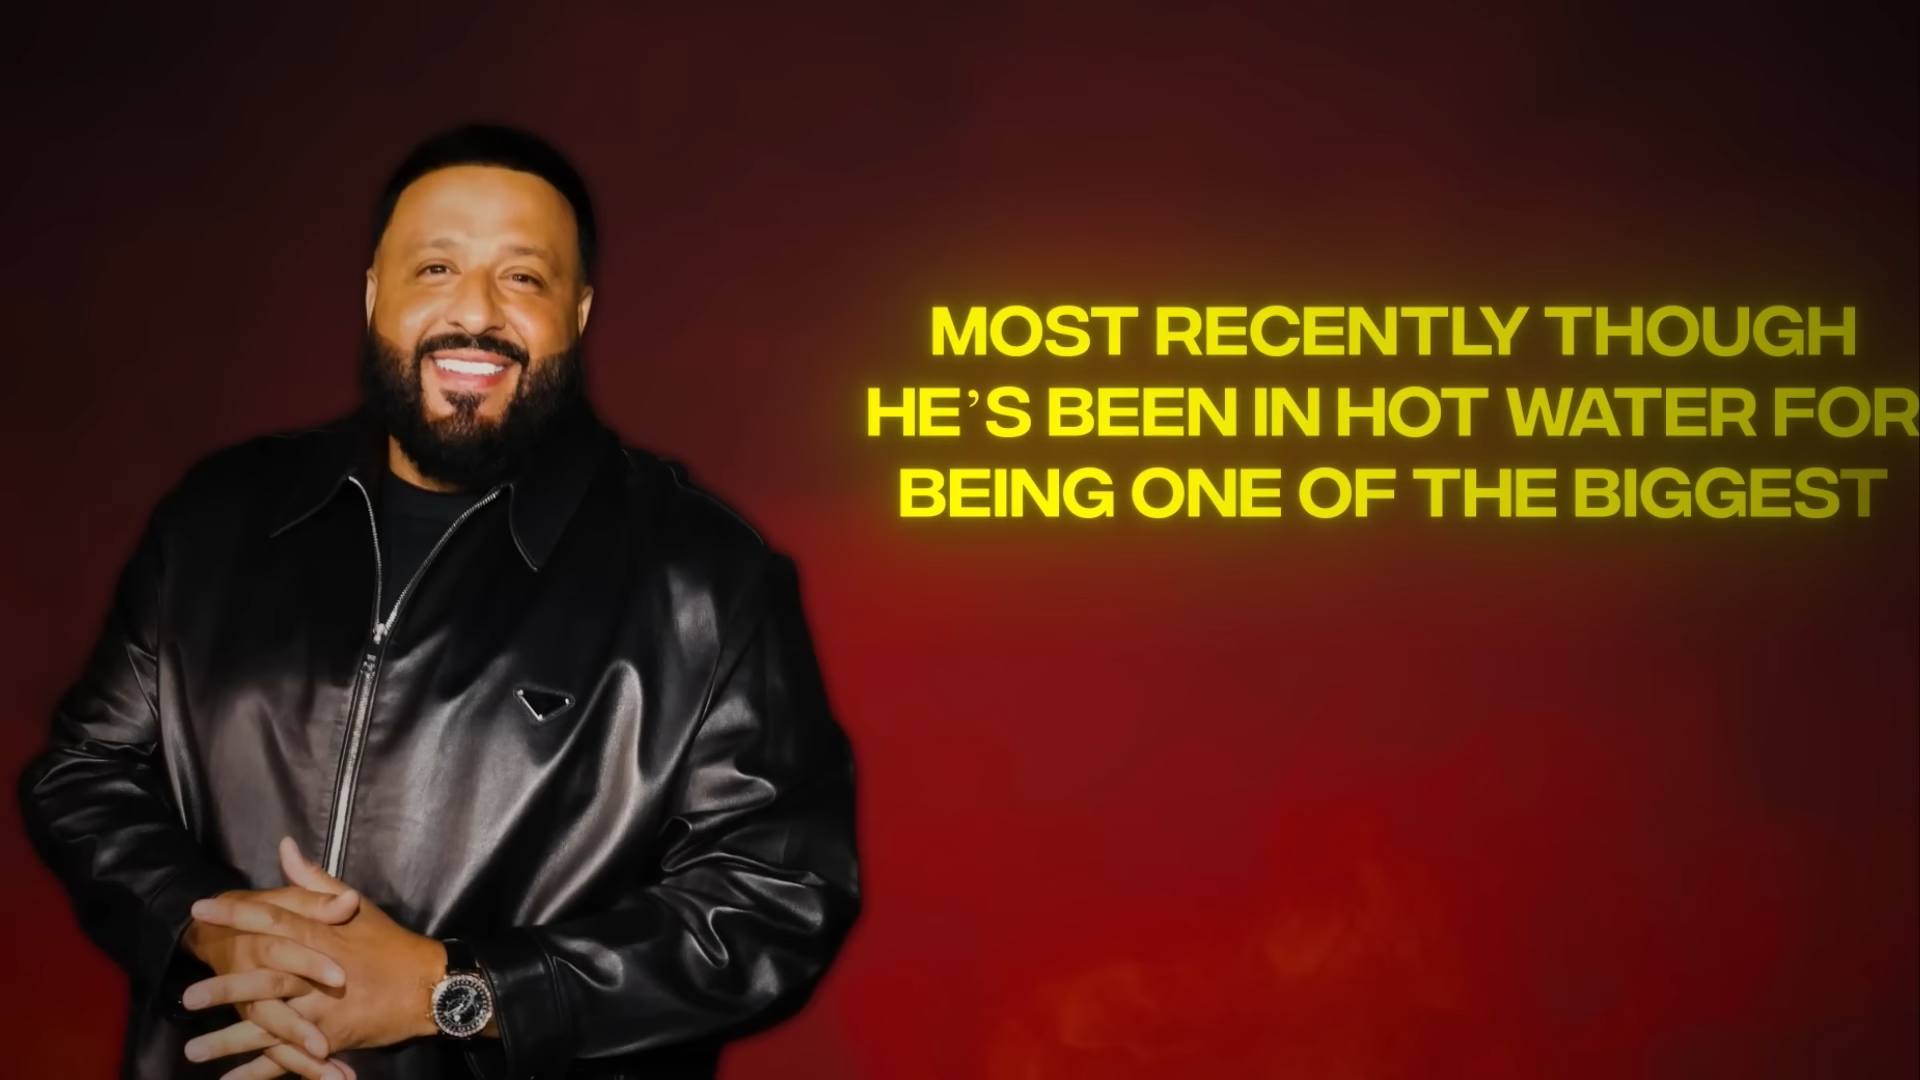 MOST RECENTLY THOUGH
HE’S BEEN IN HOT WATER FOR
BEING ONE OF THE BIGGEST